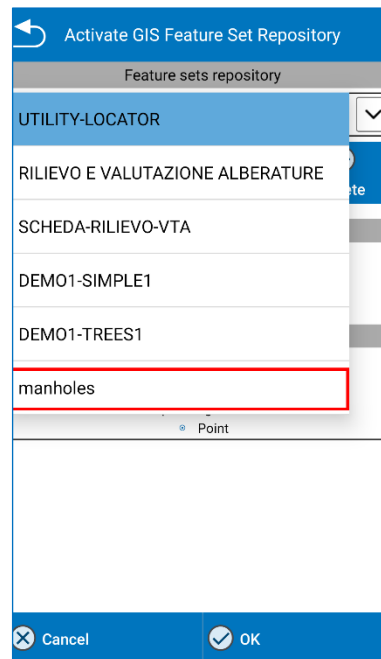 Activate GIS Feature Set Repository
Feature sets repository
UTILITY-LOCATOR
RILIEVO E VALUTAZIONE ALBERATURE
te
SCHEDA-RILIEVO-VTA
DEMO1-SIMPLE1
DEMO1-TREES1
manholes
Point
Cancel
OK